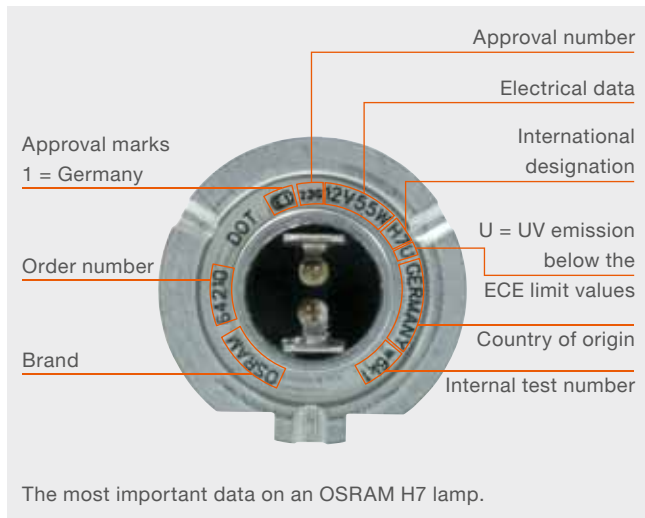 Approval number
Electrical data
International
designation
Approval marks
1 = Germany
U = UV emission
below the
ECE limit values
Order number
Country of origin
Brand
Internal test number
DOT
12V55W
H7
U
GERMANY
64210
OSRAM
The most important data on an OSRAM H7 lamp.